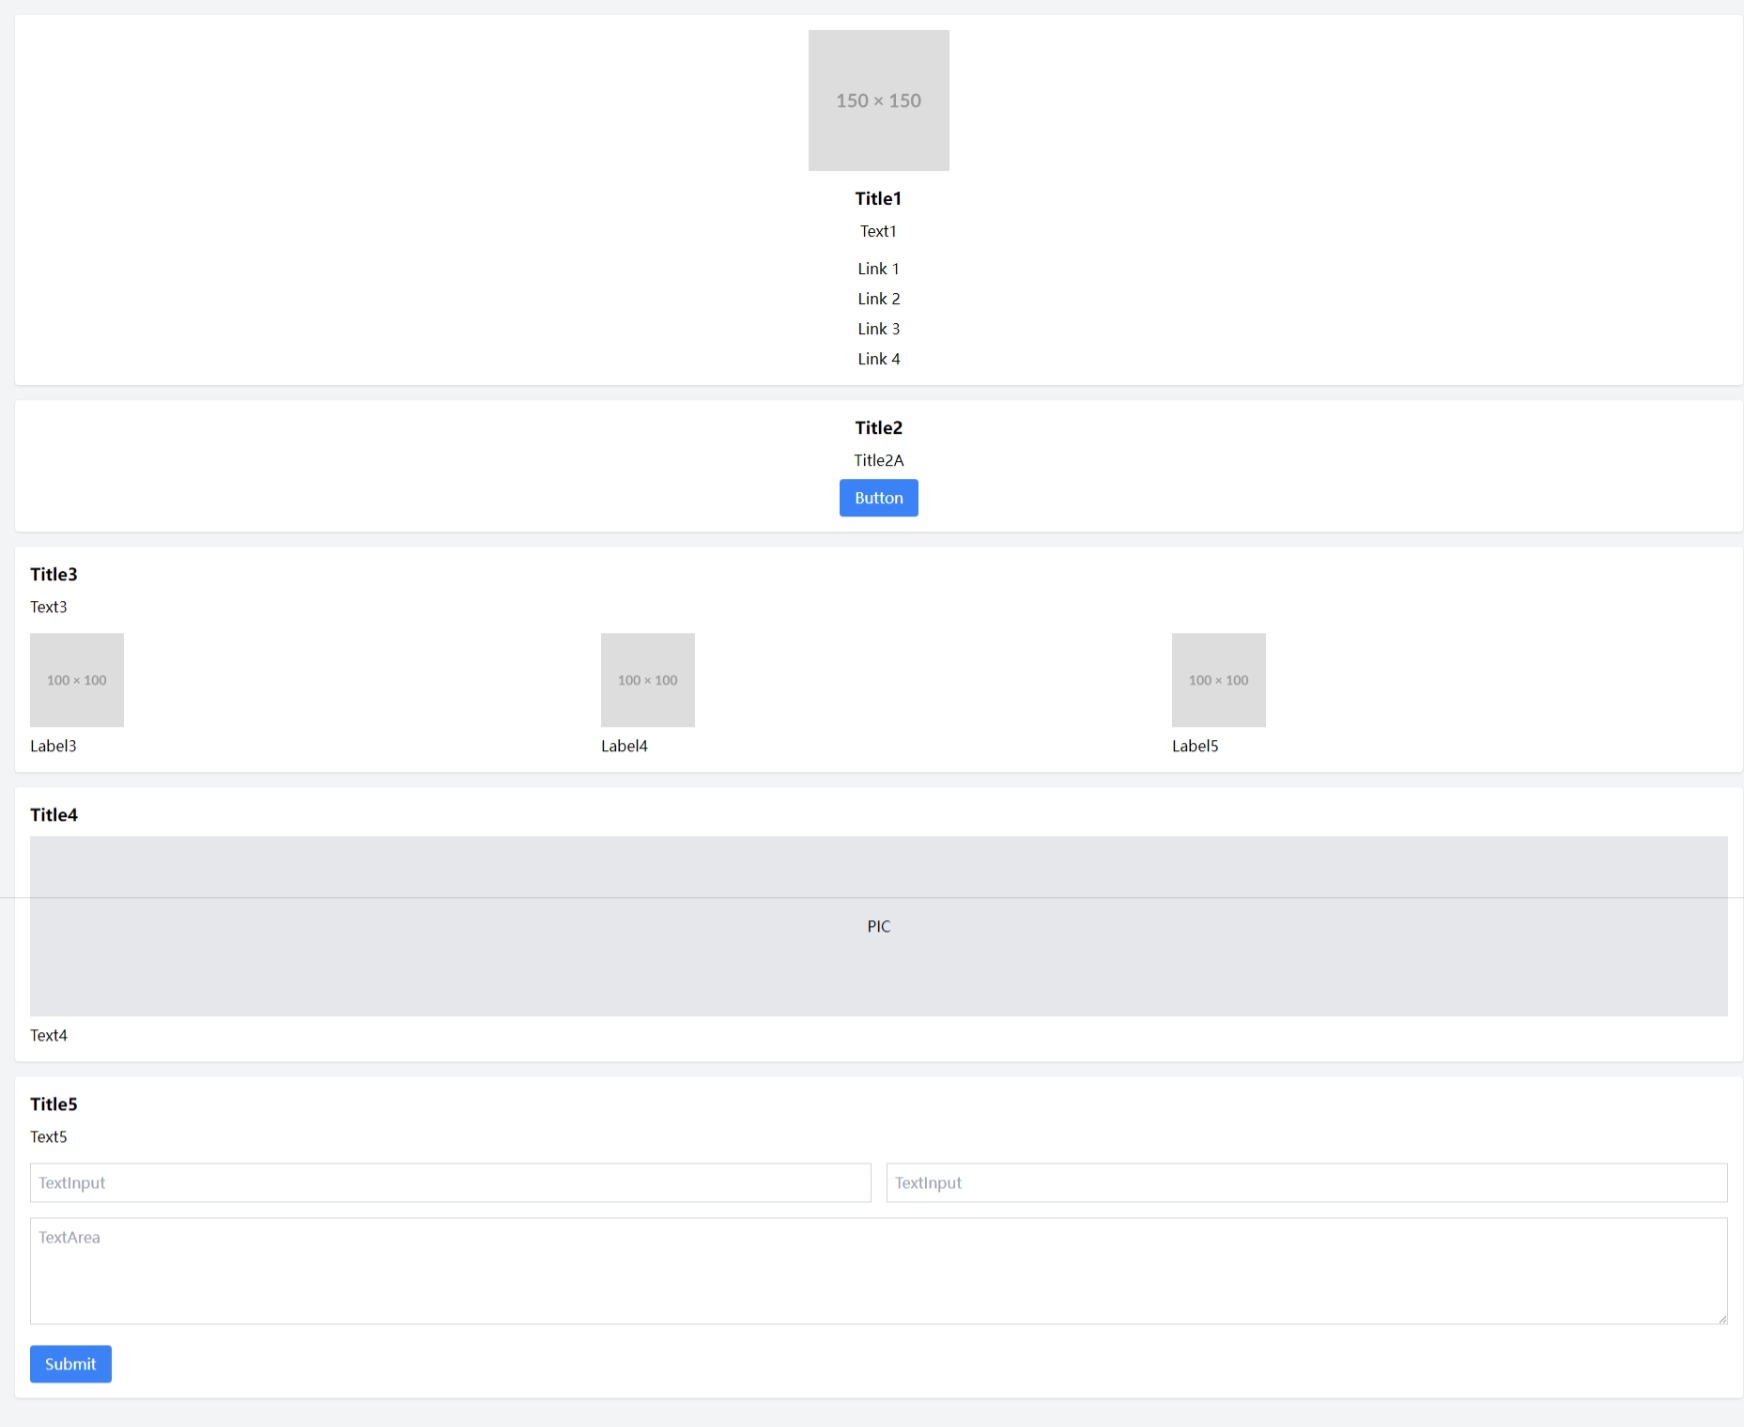 150 × 150
Title1
Text1
Link 1
Link 2
Link 3
Link 4
Title2
Title2A
Button
Title3
Text3
100 × 100
100 × 100
100 × 100
Label3
Label4
Label5
Title4
PIC
Text4
Title5
Text5
TextInput
TextInput
TextArea
Submit